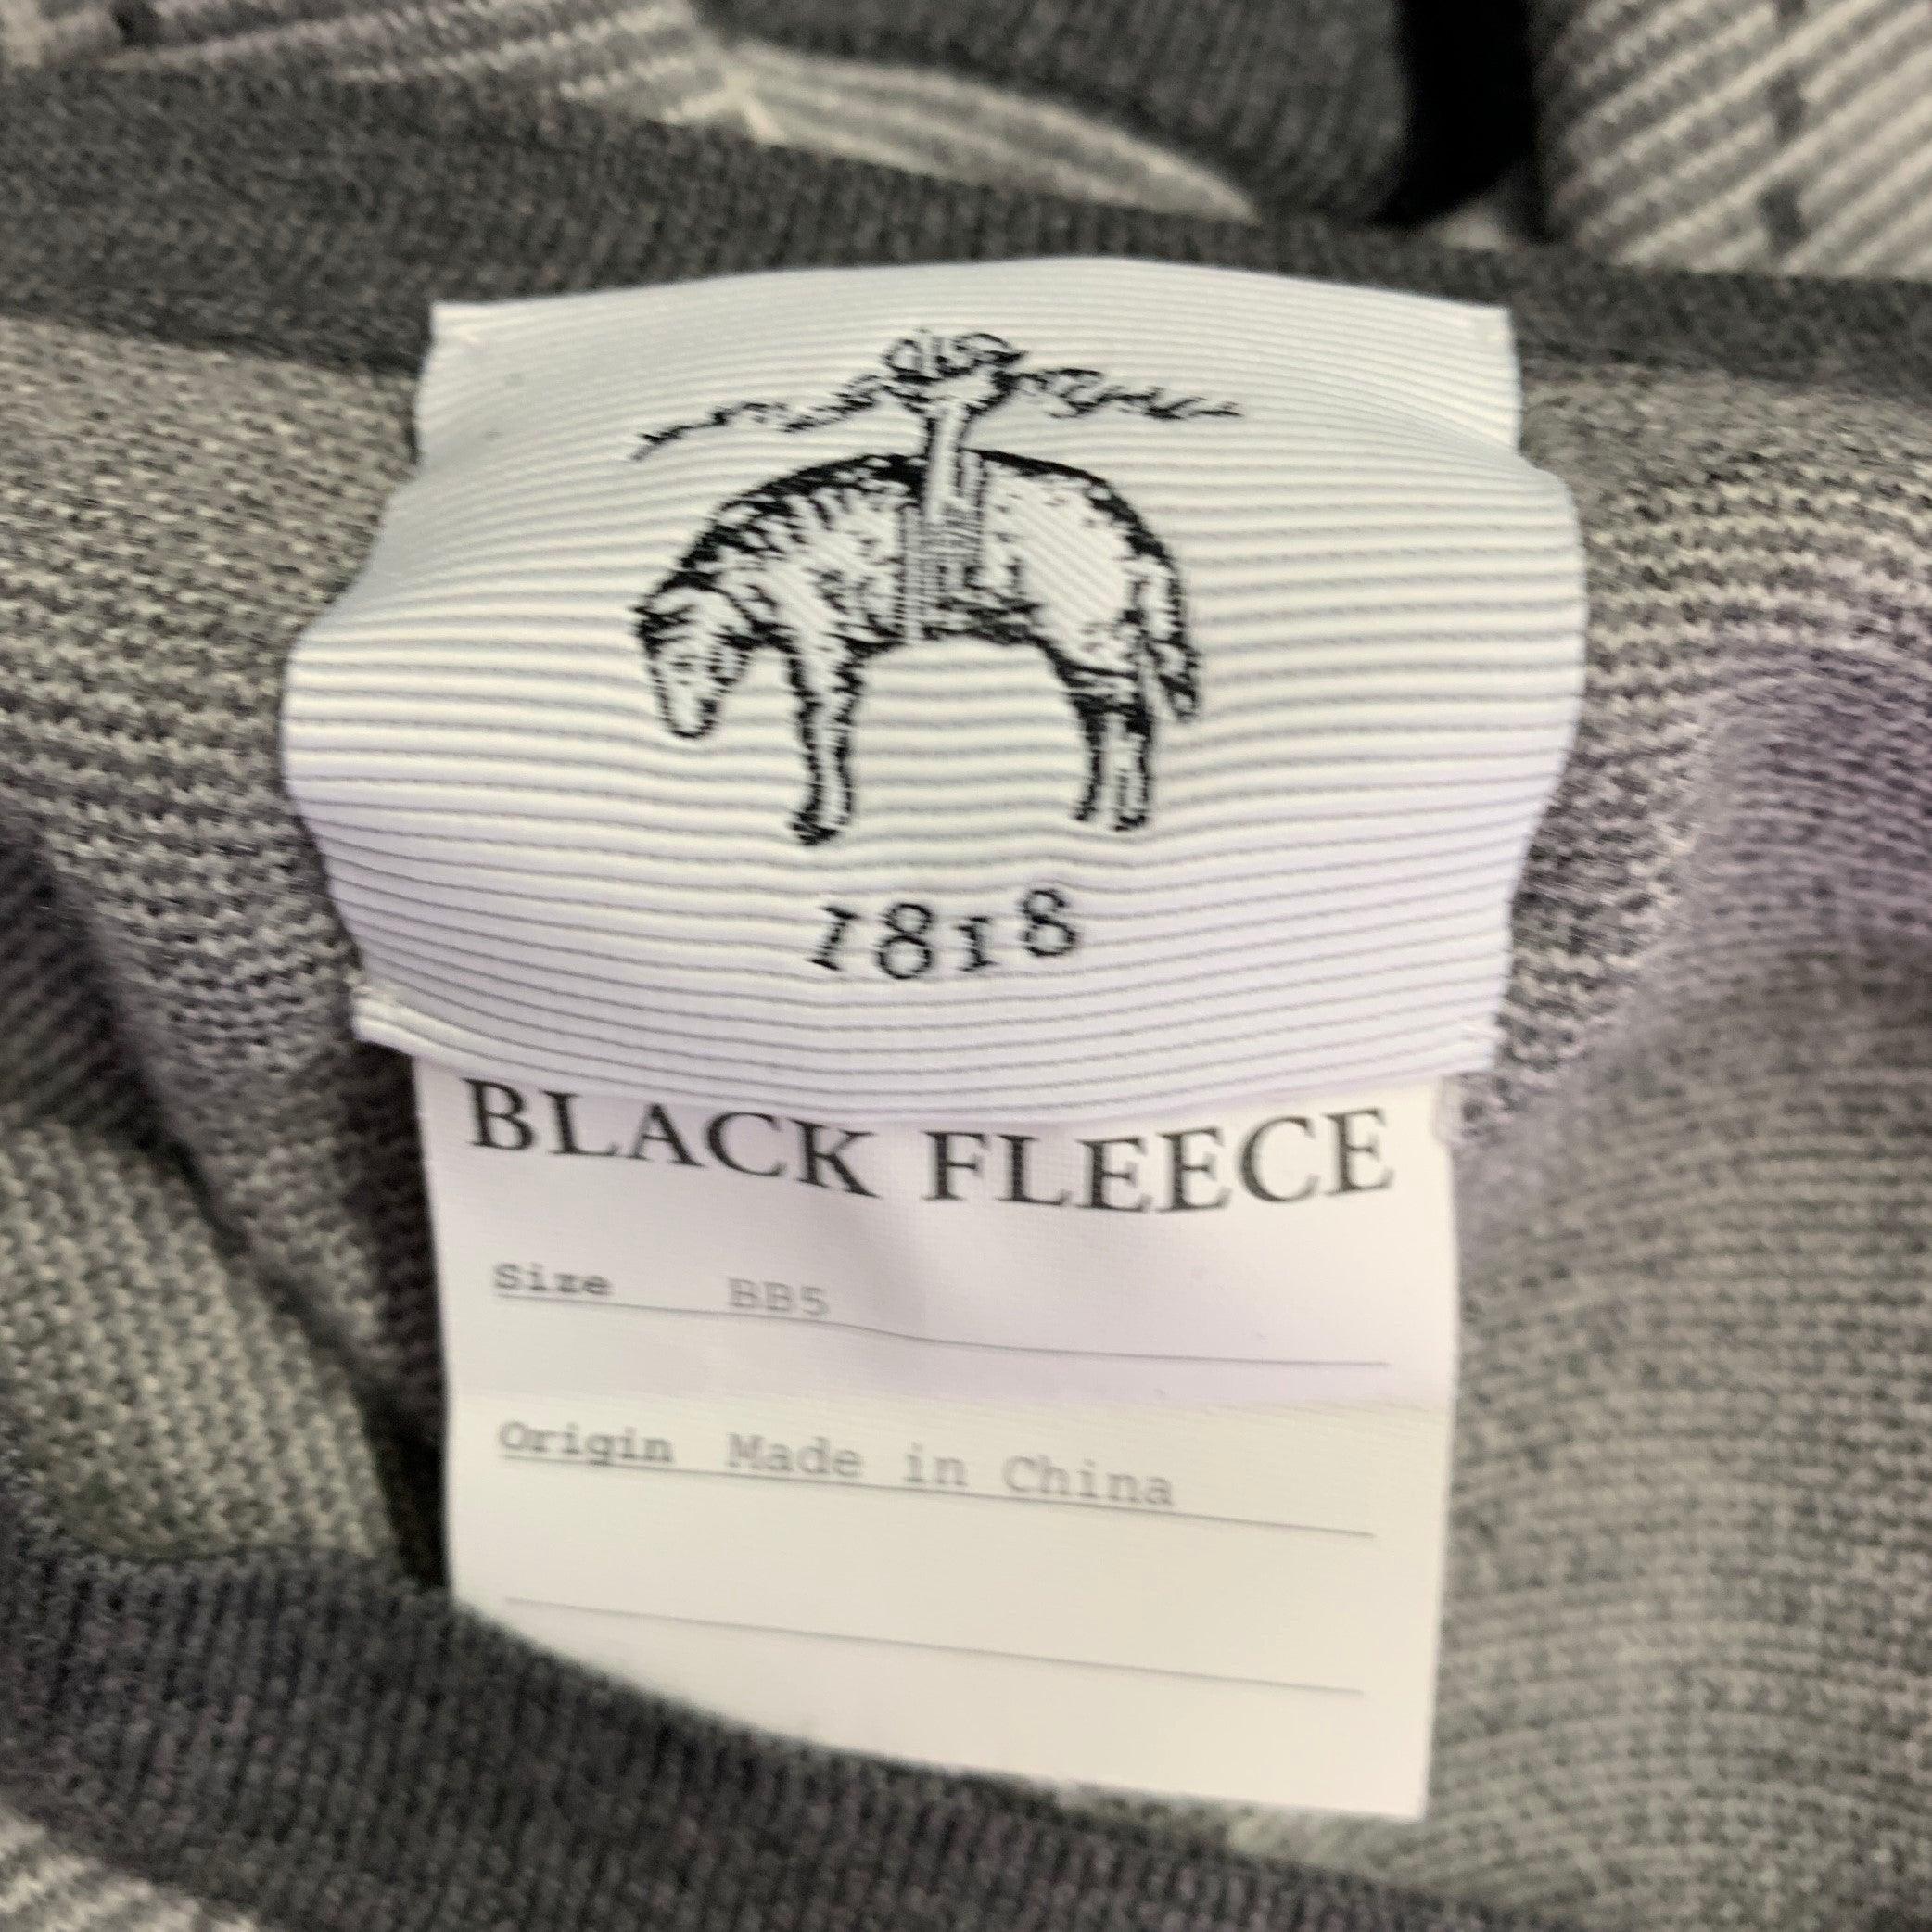 1818
BLACK FLEECE
Size BB5
Origin Made in China